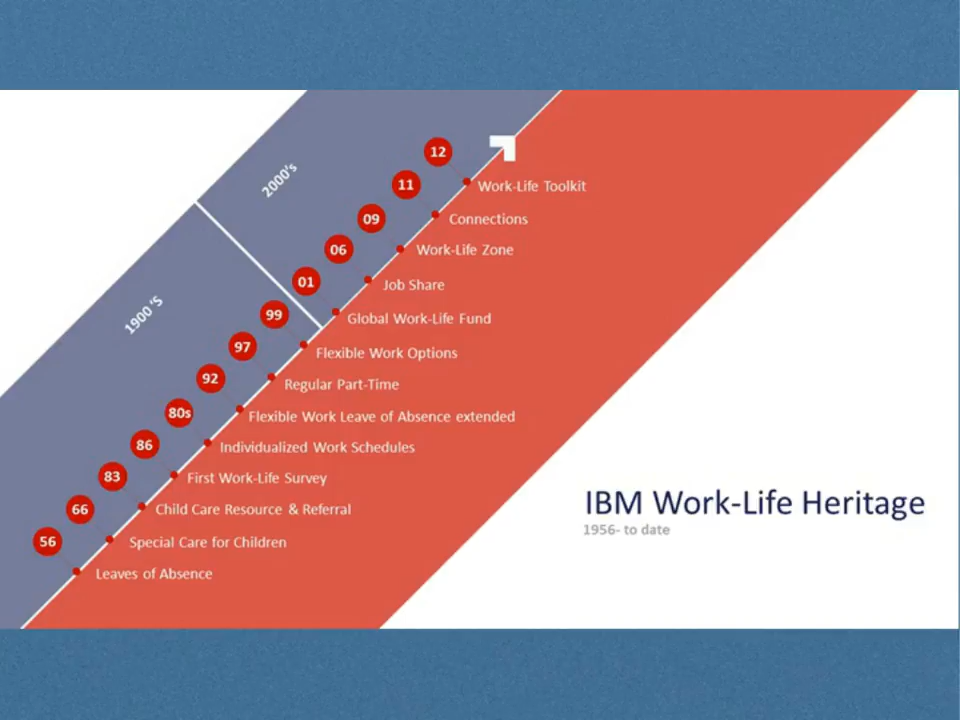 12
Work-Life Toolkit
2000's
11
Connections
09
Work-Life Zone
06
Job Share
01
Global Work-Life Fund
1900 'S
99
Flexible Work Options
97
Regular Part-Time
92
Flexible Work Leave of Absence extended
80s
Individualized Work Schedules
86
First Work-Life Survey
83
Child Care Resource & Referral
66
Special Care for Children
56
Leaves of Absence
IBM Work-Life Heritage
1956- to date